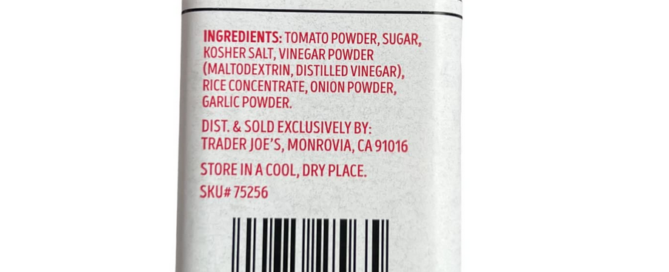 INGREDIENTS: TOMATO POWDER, SUGAR,
KOSHER SALT, VINEGAR POWDER
(MALTODEXTRIN, DISTILLED VINEGAR),
RICE CONCENTRATE, ONION POWDER,
GARLIC POWDER.
DIST. & SOLD EXCLUSIVELY BY:
TRADER JOE'S, MONROVIA, CA 91016
STORE IN A COOL, DRY PLACE.
SKU# 75256